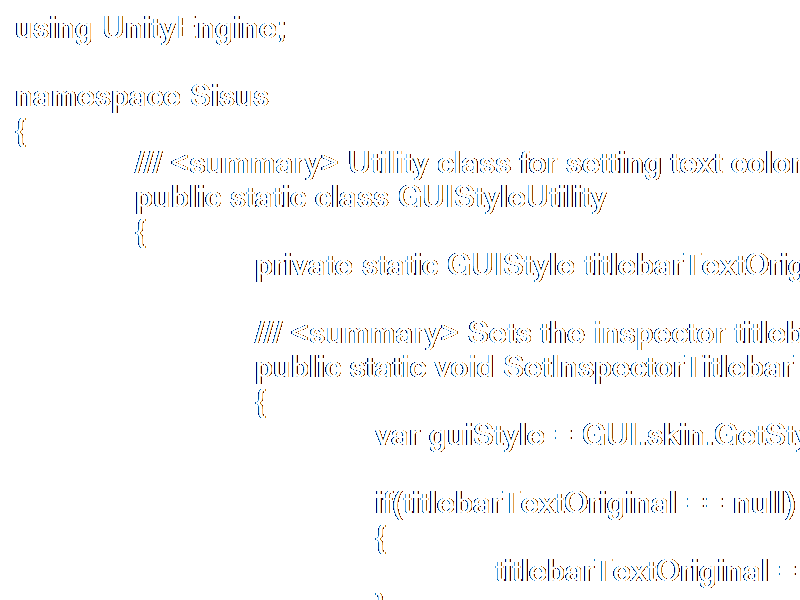 using UnityEngine;
namespace Sisus
{
/// <summary> Utility class for setting text color
public static class GUIStyleUtility
{
private static GUIStyle titlebarTextOrig
/// <summary> Sets the inspector titleb
public static void SetInspectorTitlebar
{
var guiStyle = GUI.skin.GetSty
if(titlebarTextOriginal == null)
{
titlebarTextOriginal =
}